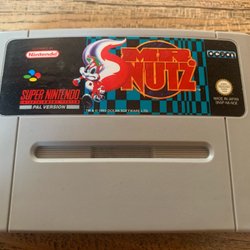 Nintendo
MR.
NUTZ
ocean
SUPER NINTENDO
ENTERTAINMENT SYSTEM
PAL VERSION
MADE IN JAPAN